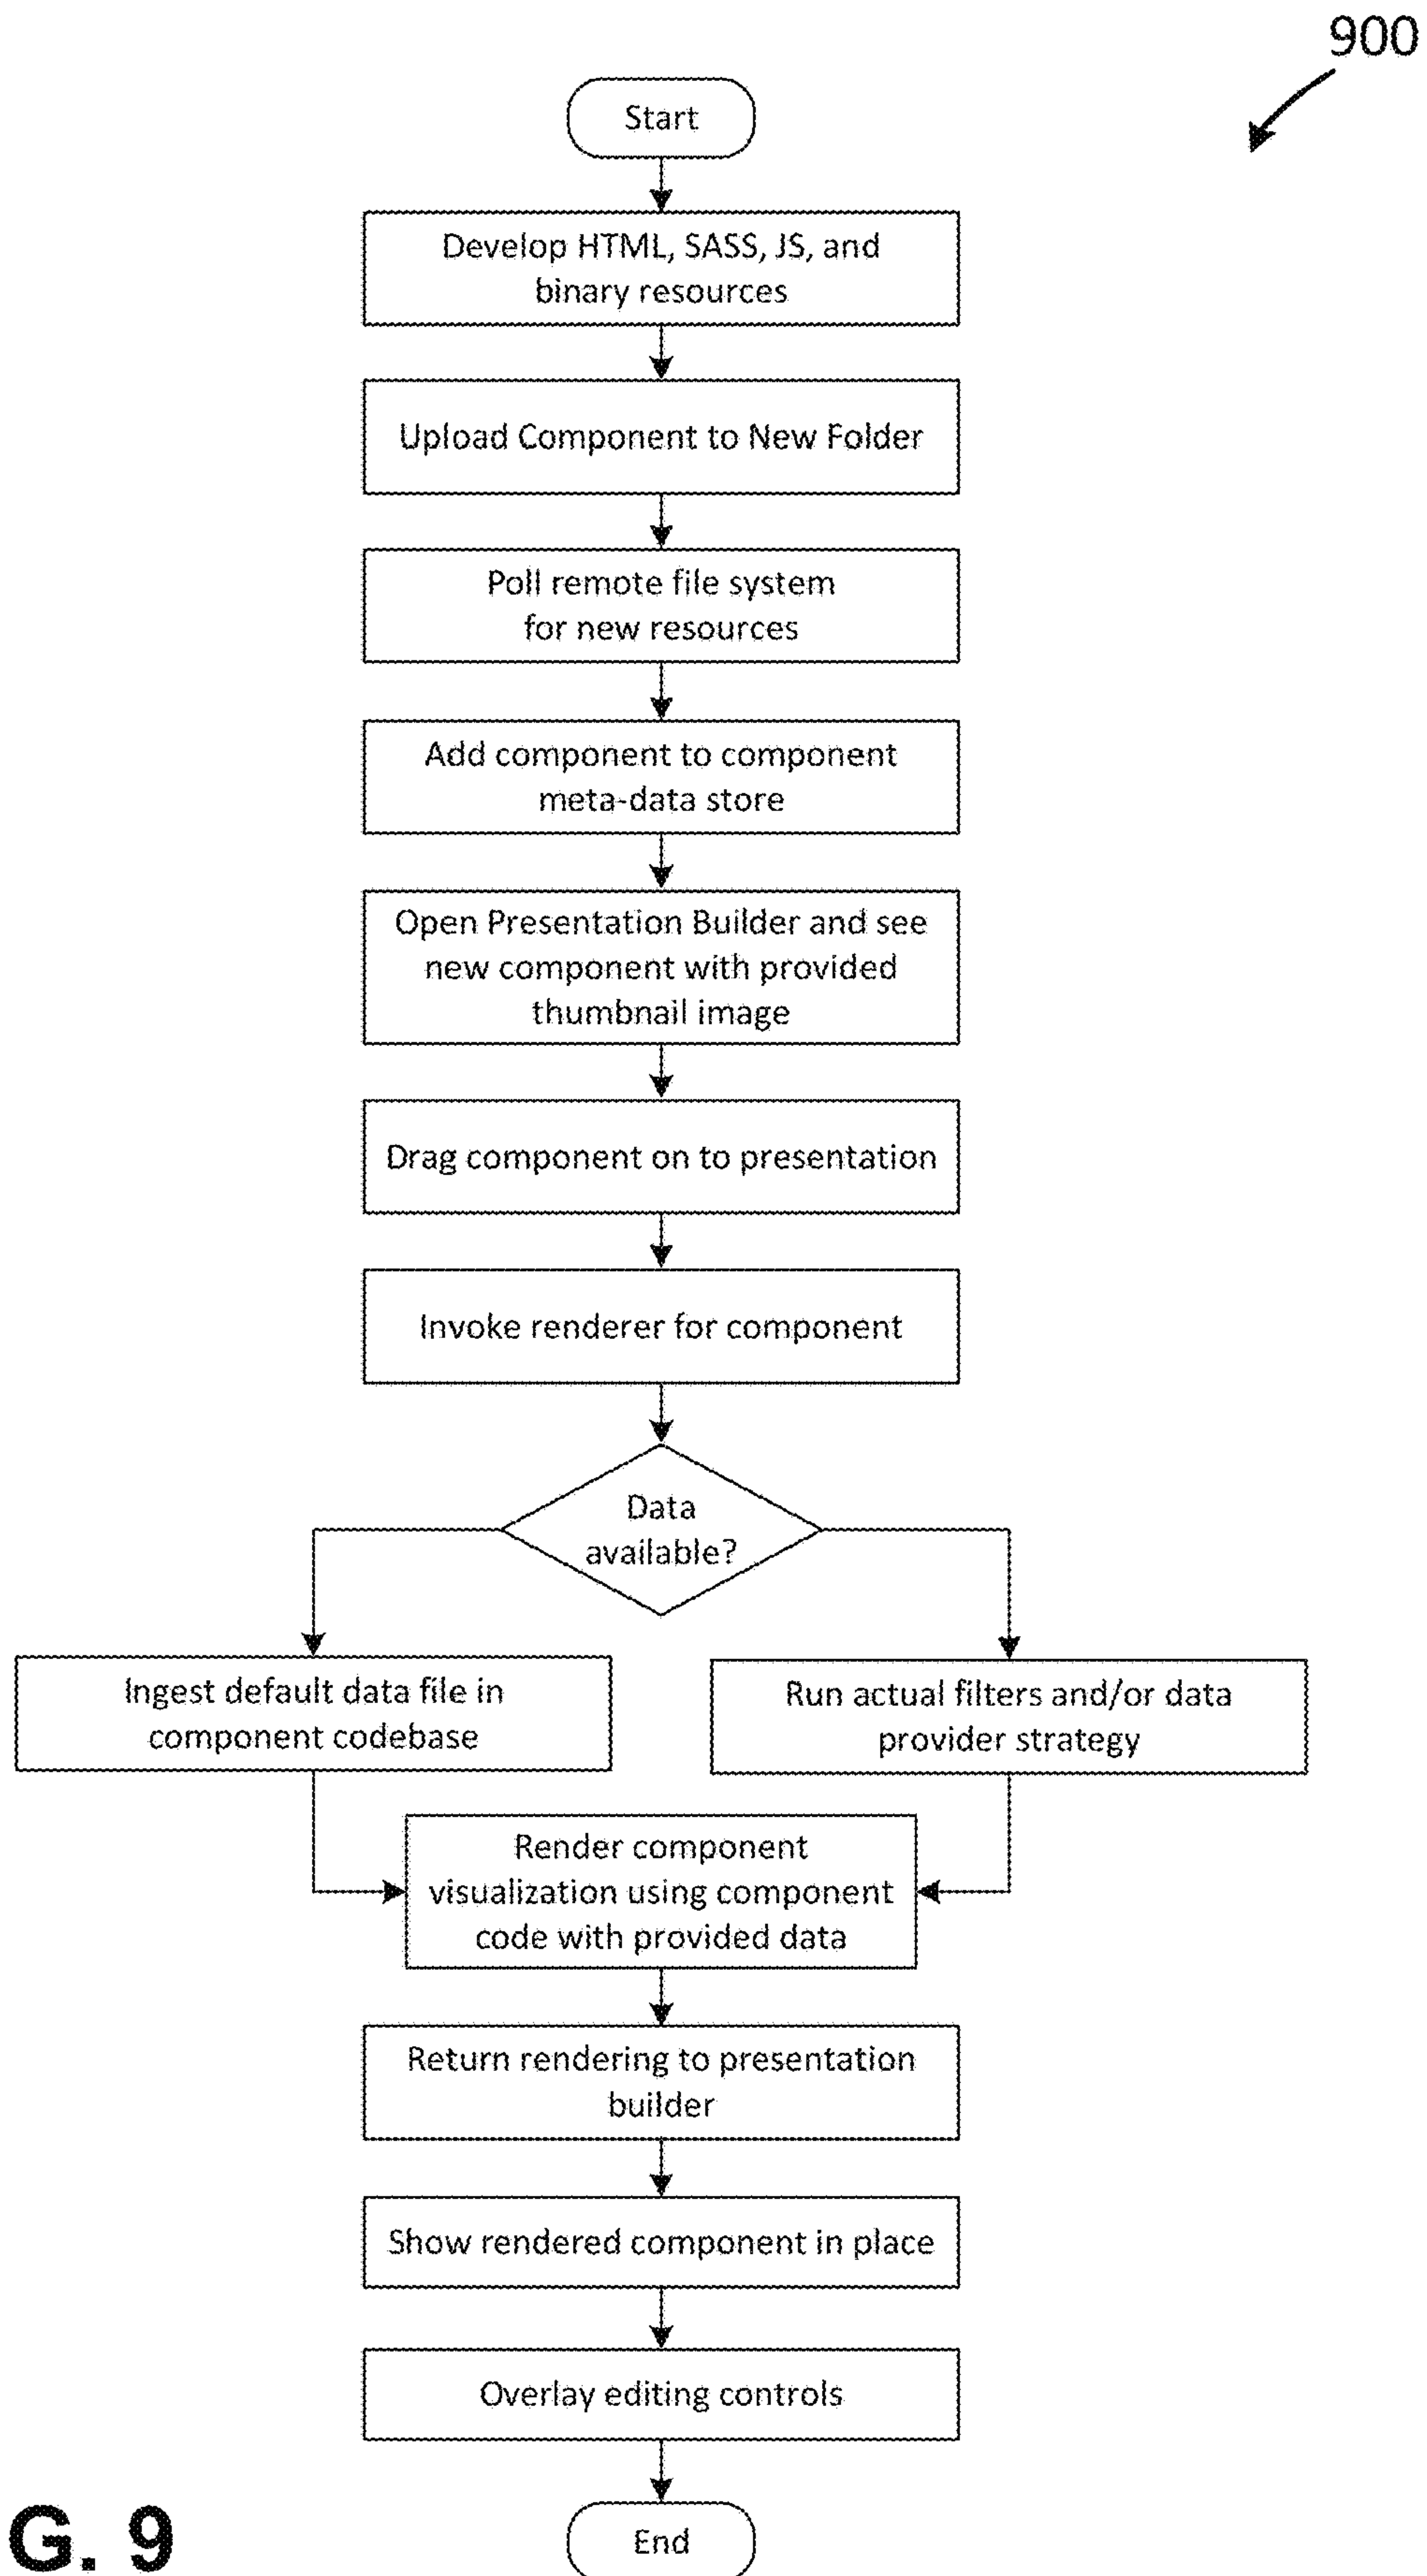 900
Start
Develop HTML, SASS, JS, and
binary resources
Upload Component to New Folder
Poll remote file system
for new resources
Add component to component
meta-data store
Open Presentation Builder and see
new component with provided
thumbnail image
Drag component on to presentation
Invoke renderer for component
Data
available?
Ingest default data file in
component codebase
Run actual filters and/or data
provider strategy
Render component
visualization using component
code with provided data
Return rendering to presentation
builder
Show rendered component in place
Overlay editing controls
End
G. 9